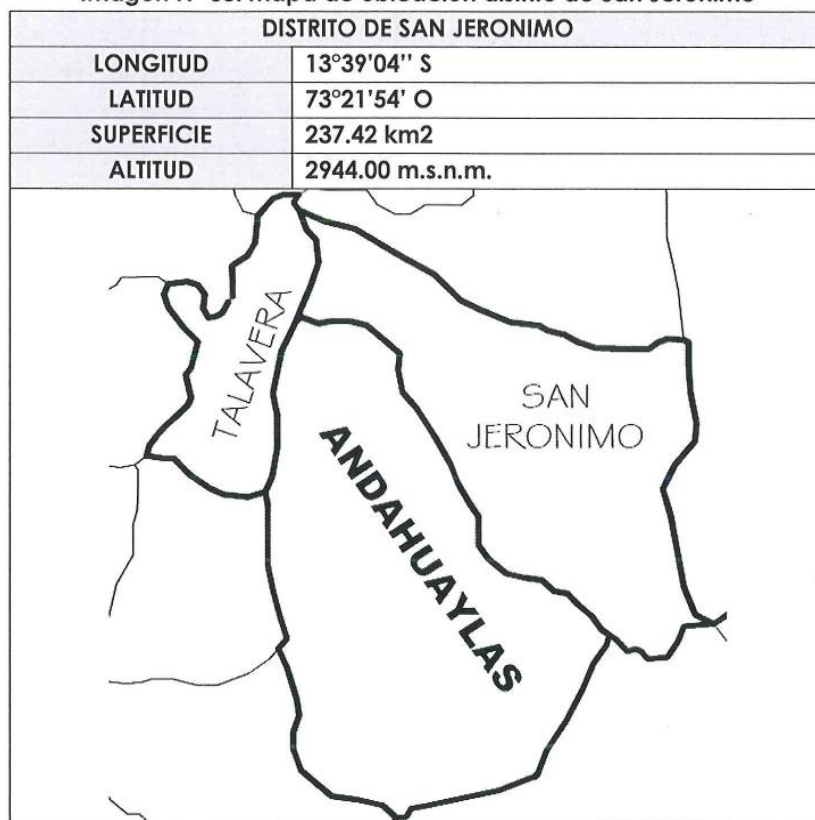 DISTRITO DE SAN JERONIMO
LONGITUD 13°39'04'' S
LATITUD 73°21'54' O
SUPERFICIE 237.42 km2
ALTITUD 2944.00 m.s.n.m.
TALAVERA
SAN
JERONIMO
ANDAHUAYLAS